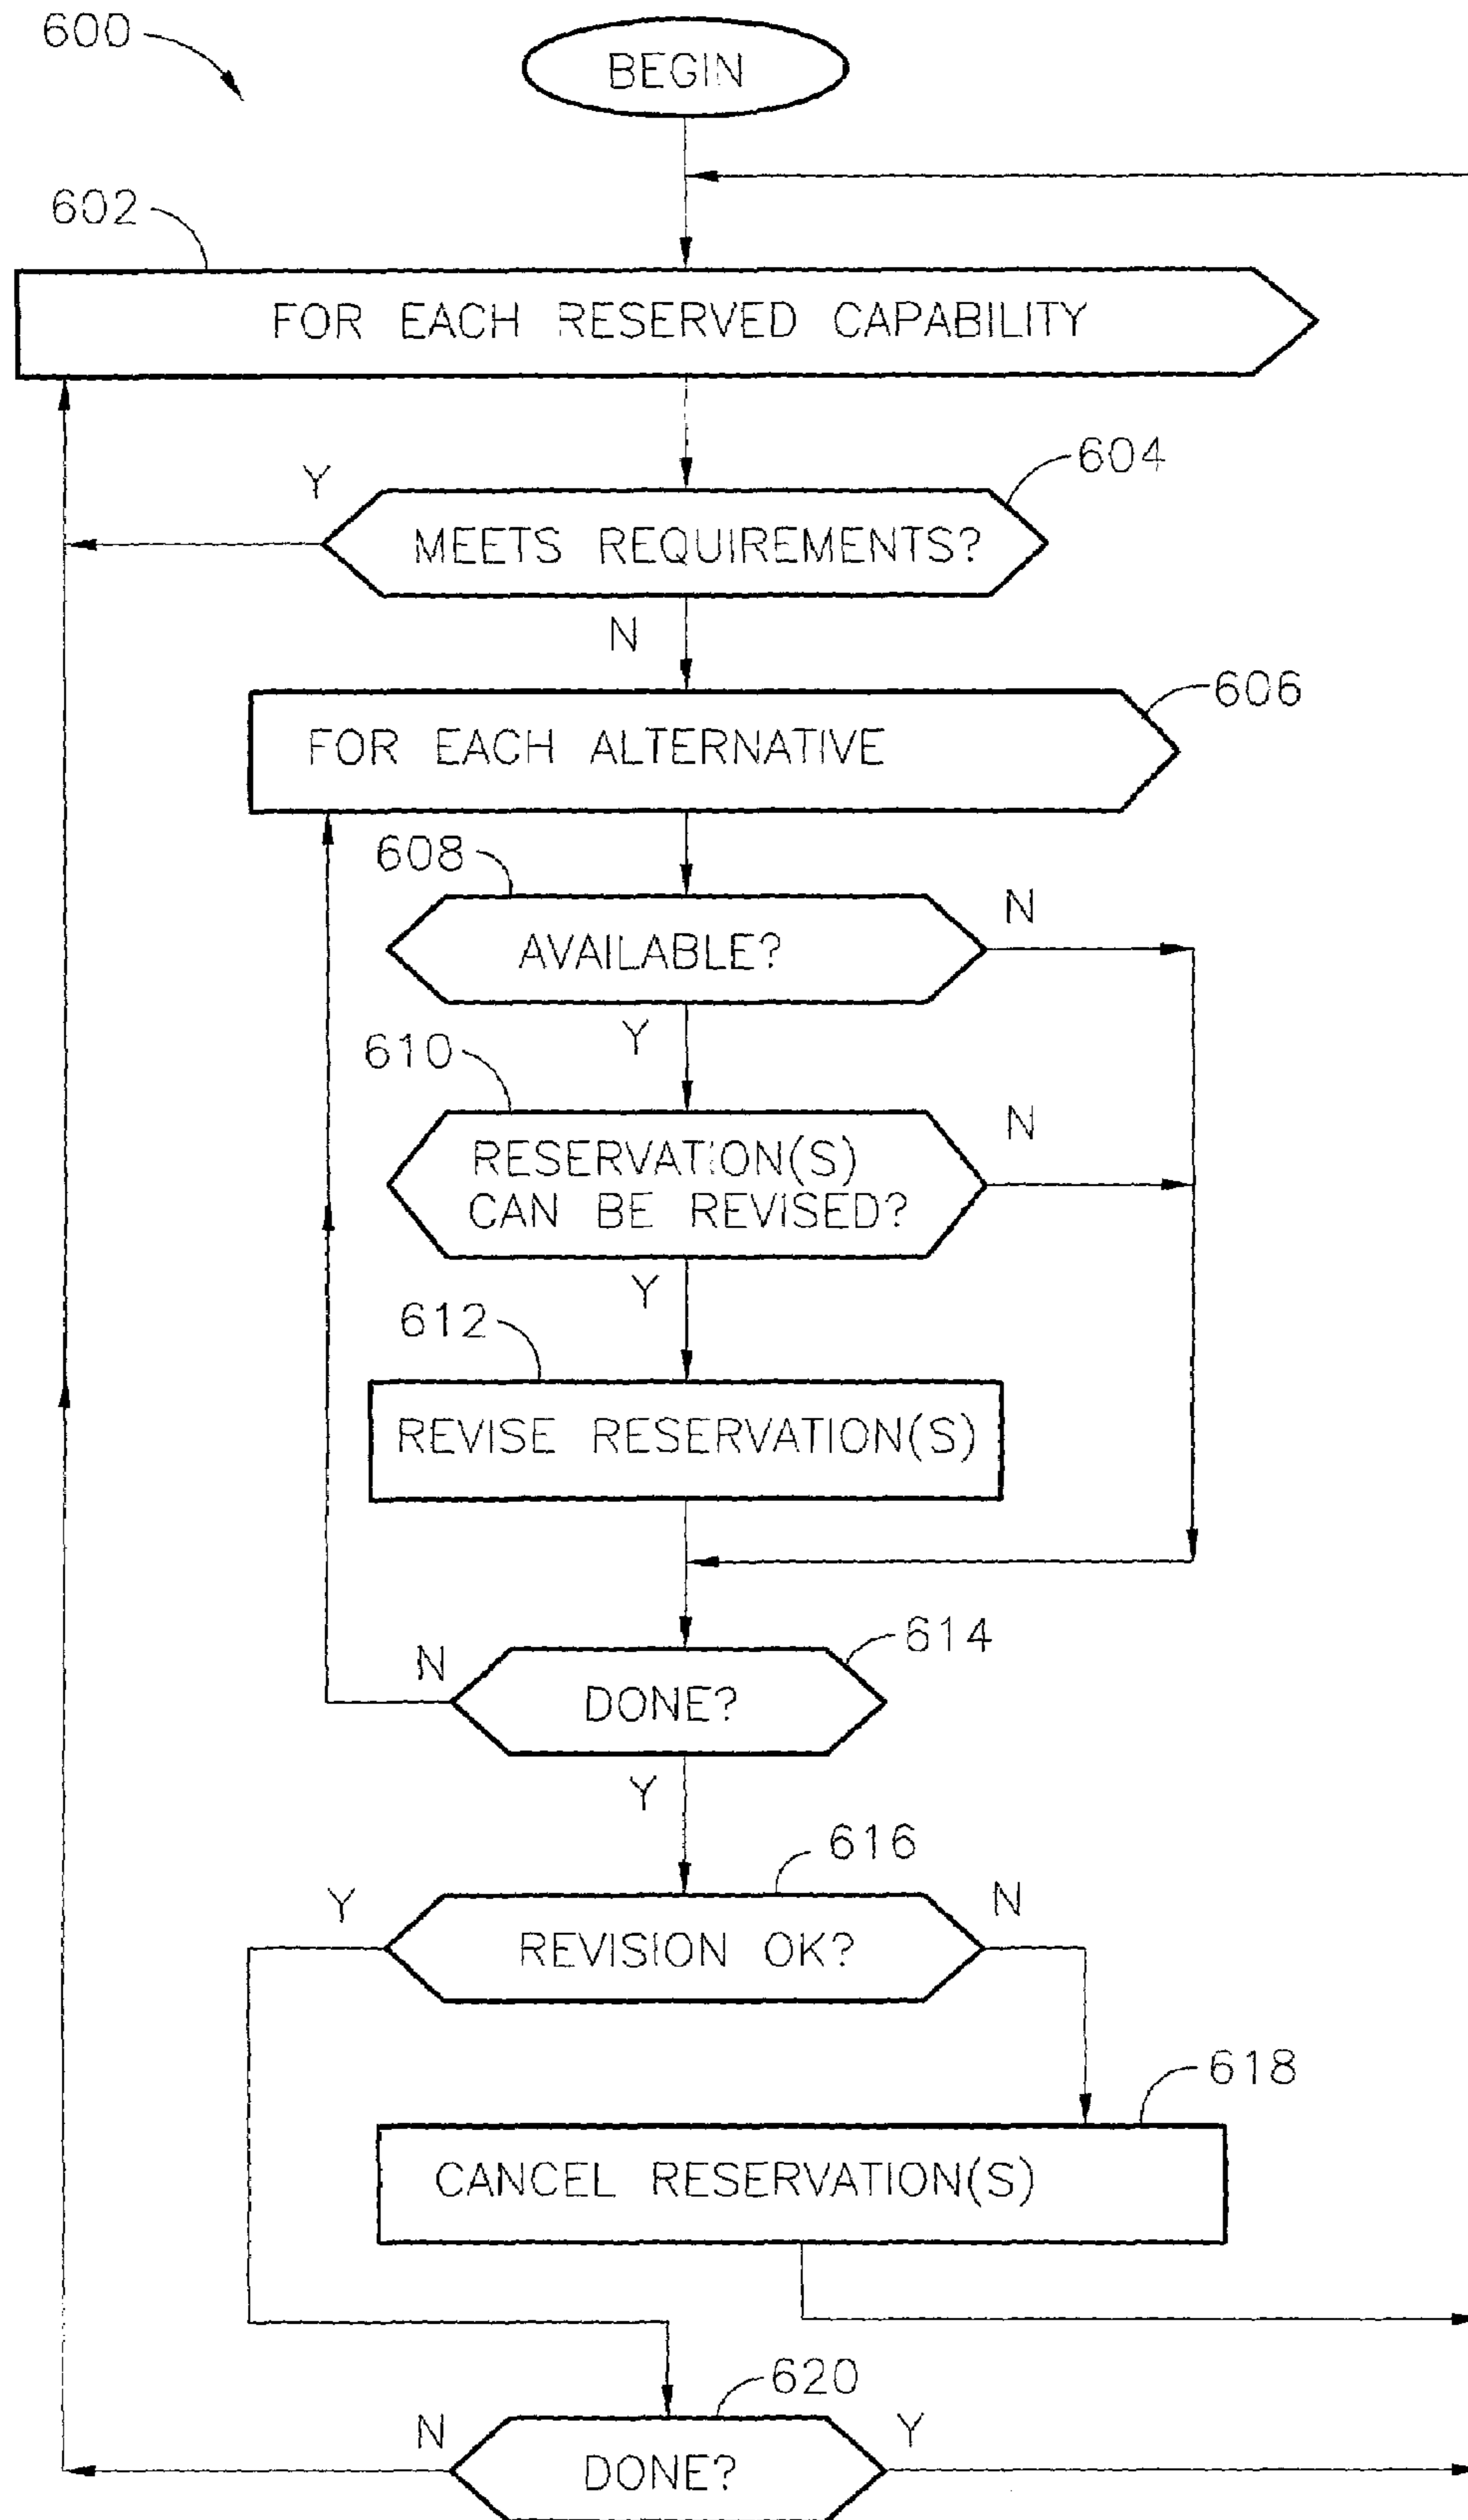 600
BEGIN
602
FOR EACH RESERVED CAPABILITY
Y
604
MEETS REQUIREMENTS?
N
606
FOR EACH ALTERNATIVE
608
N
AVAILABLE?
Y
610
N
RESERVATION(S)
CAN BE REVISED?
Y
612
REVISE RESERVATION(S)
614
N
DONE?
Y
616
Y
N
REVISION OK?
618
CANCEL RESERVATION(S)
620
N
Y
DONE?